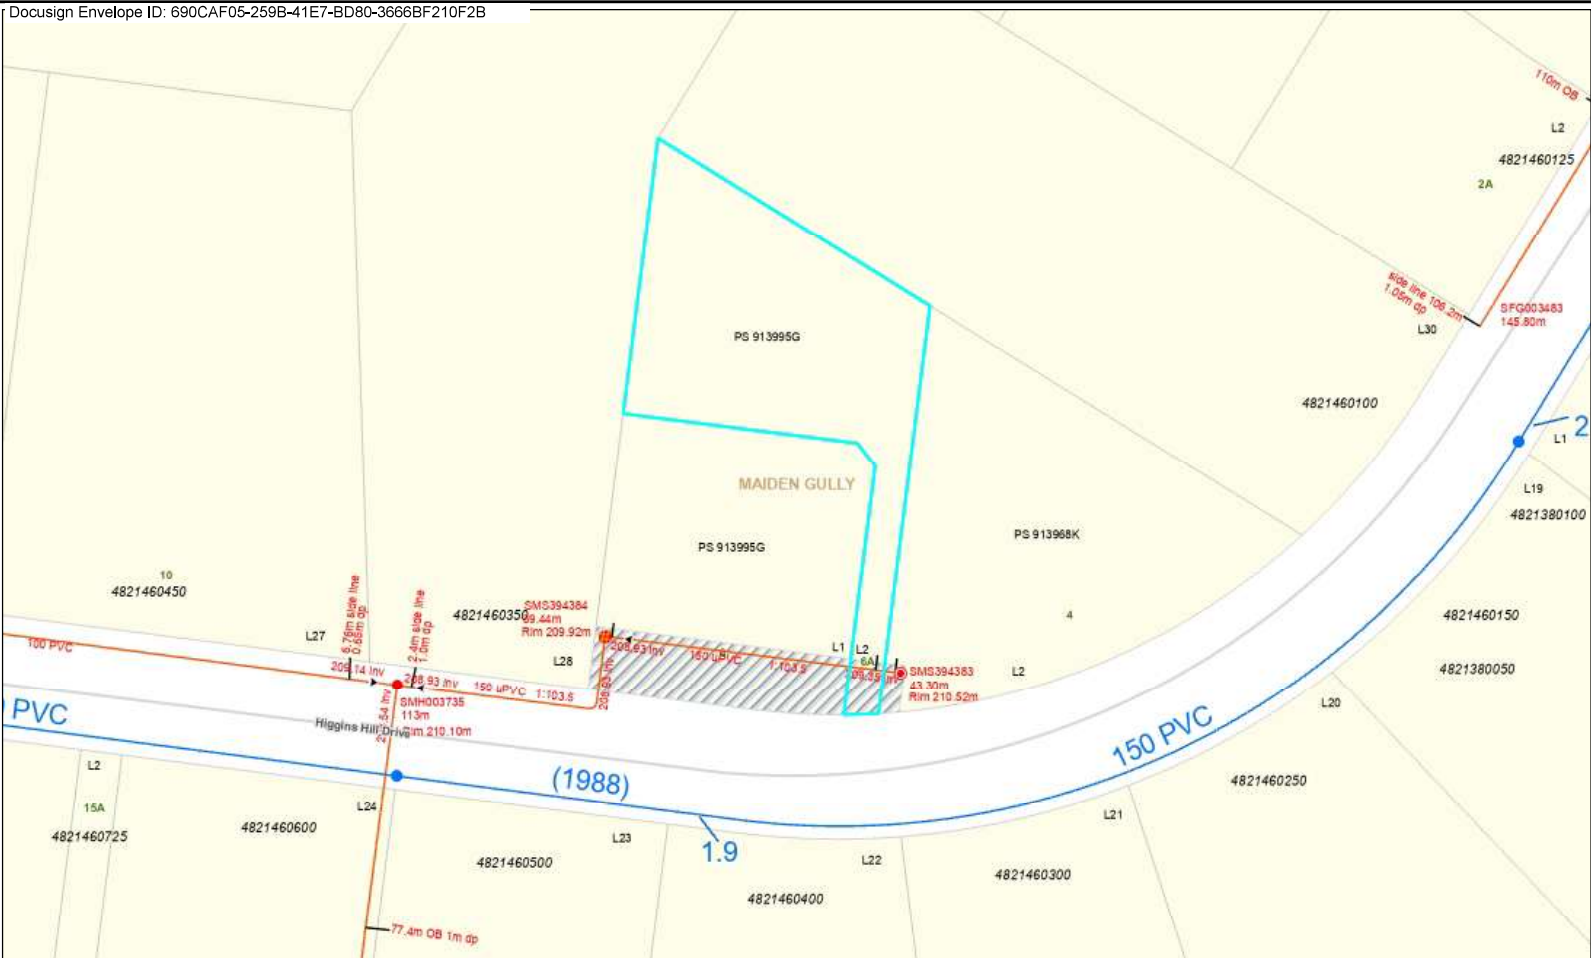 Docusign Envelope ID: 690CAF05-259B-41E7-BD80-3666BF210F2B
110m OB
L2
4821460125
2A
side line 106.2m
1.05m dp
SFG003483
145.80m
L30
PS 913995G
4821460100
2
L1
MAIDEN GULLY
L19
4821380100
PS 913995G
PS 913968K
10
4821460450
5.78m side line
0.65m dp
2.4m side line
1.0m dp
4821460350
SMS394384
69.44m
Rim 209.92m
4
4821460150
L27
100 PVC
209.14 Inv
208.93 Inv
L28
208.93 Inv
208.93 Inv
150 uPVC
1:103.5
L1
L2
6A
SMS394383
43.30m
Rim 210.52m
L2
4821380050
150 uPVC
1:103.5
SMH003735
113m
Rim 210.10m
Higgins Hill Drive
PVC
L20
150 PVC
(1988)
4821460250
L2
15A
4821460725
4821460600
L24
L23
4821460500
1.9
L21
L22
4821460300
4821460400
77.4m OB 1m dp